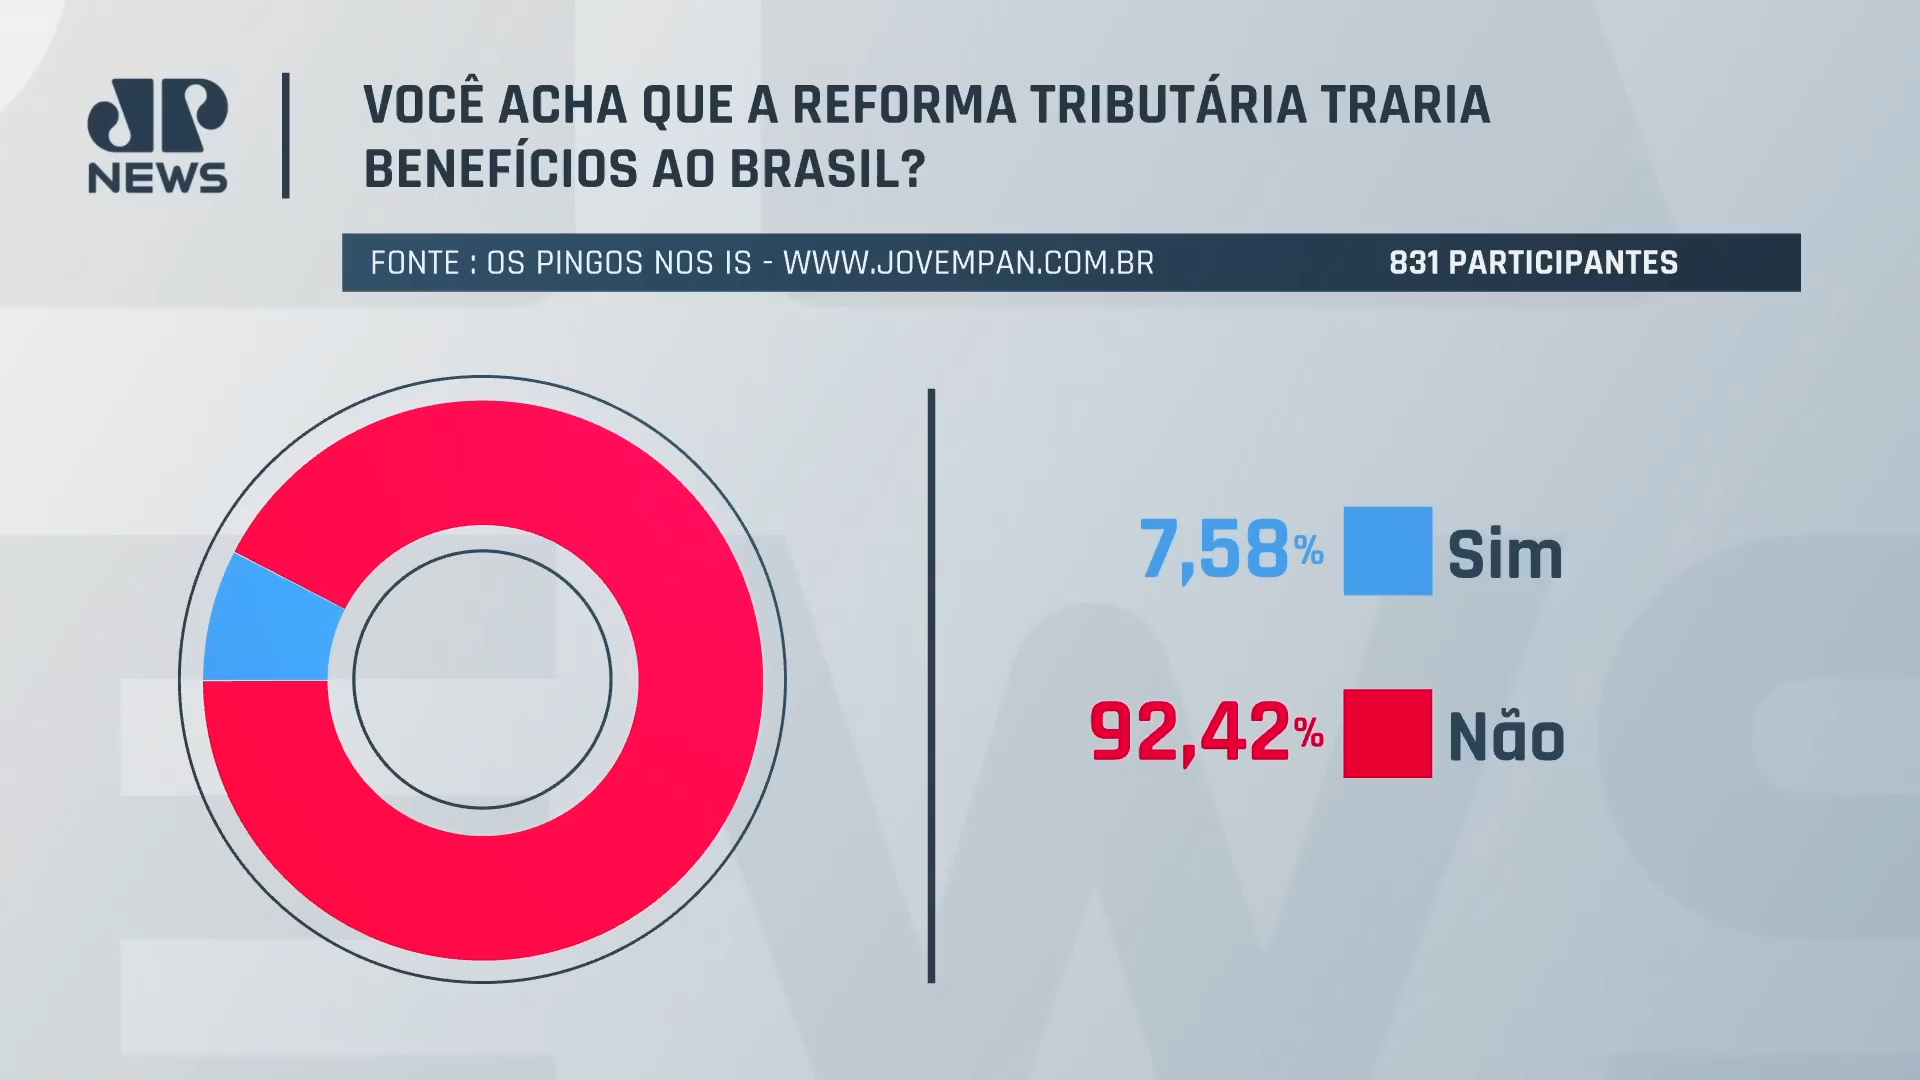 JP
NEWS
VOCÊ ACHA QUE A REFORMA TRIBUTÁRIA TRARIA
BENEFÍCIOS AO BRASIL?
FONTE : OS PINGOS NOS IS - WWW.JOVEMPAN.COM.BR 831 PARTICIPANTES
7,58% Sim
92,42% Não